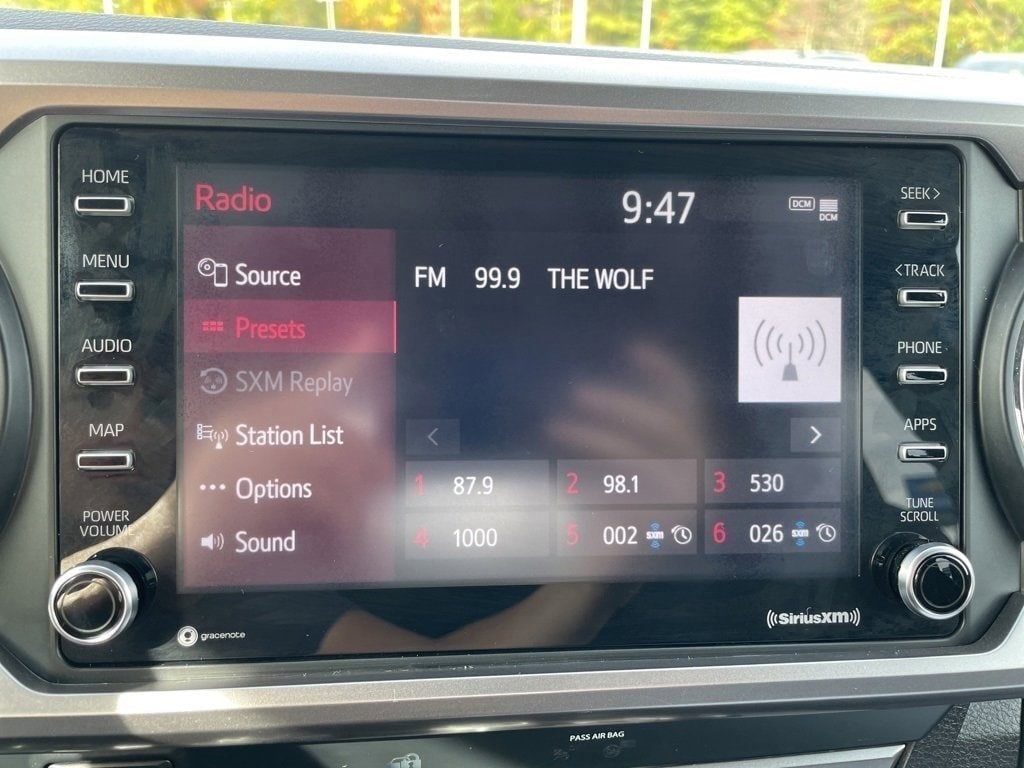 HOME
MENU
AUDIO
MAP
POWER
VOLUME
Radio
9:47
DCM
DCM
Source
Presets
SXM Replay
Station List
Options
Sound
FM 99.9 THE WOLF
<
>
1 87.9
2 98.1
3 530
4 1000
5 002 sxm
6 026 sxm
SEEK>
<TRACK
PHONE
APPS
TUNE
SCROLL
gracenote
((SiriusXM))
PASS AIR BAG